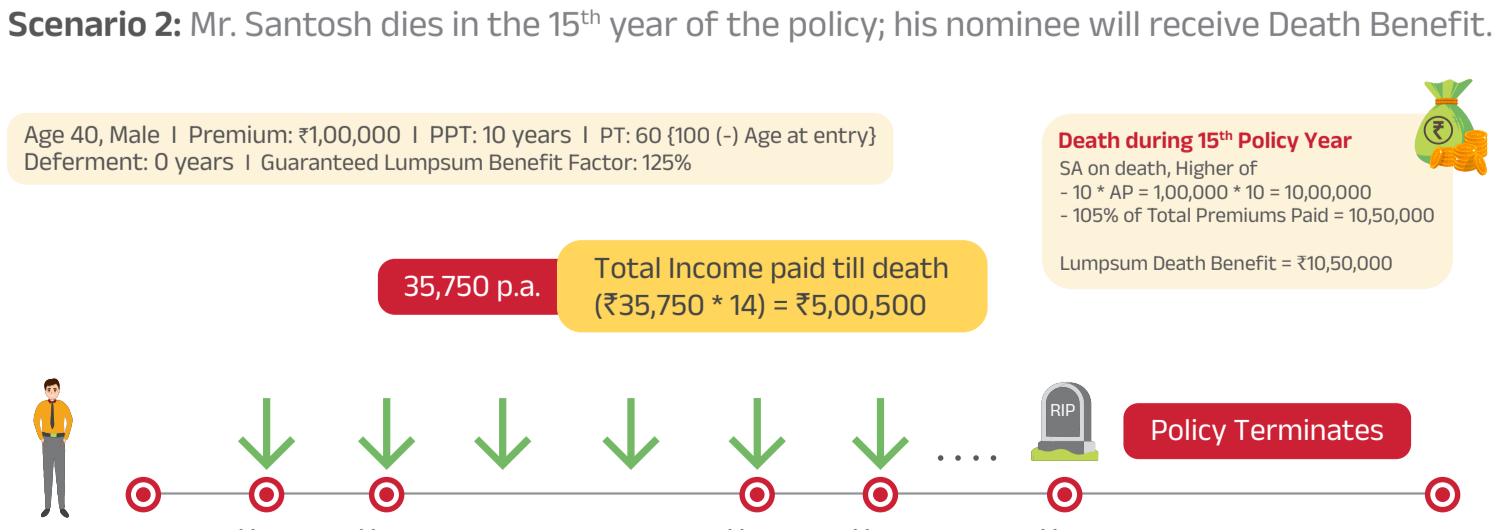 Scenario 2: Mr. Santosh dies in the 15th year of the policy; his nominee will receive Death Benefit.
Age 40, Male I Premium: ₹1,00,000 I PPT: 10 years I PT: 60 {100 (-) Age at entry}
Deferment: 0 years I Guaranteed Lumpsum Benefit Factor: 125%
Death during 15th Policy Year
SA on death, Higher of
- 10 * AP = 1,00,000 * 10 = 10,00,000
- 105% of Total Premiums Paid = 10,50,000
Lumpsum Death Benefit = ₹10,50,000
35,750 p.a.
Total Income paid till death
(₹35,750 * 14) = ₹5,00,500
RIP
Policy Terminates